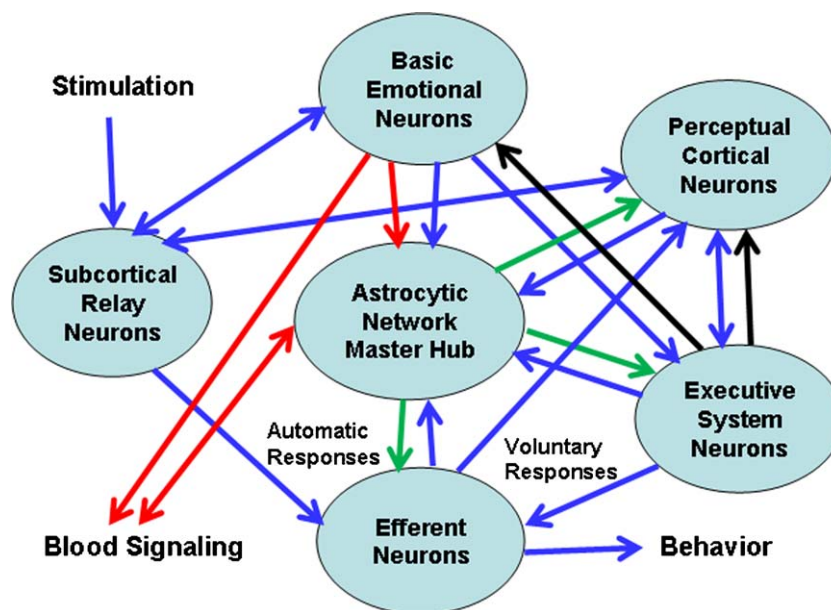 Basic
Emotional
Neurons
Stimulation
Perceptual
Cortical
Neurons
Subcortical
Relay
Neurons
Astrocytic
Network
Master Hub
Executive
System
Neurons
Automatic
Responses
Voluntary
Responses
Efferent
Neurons
Blood Signaling
Behavior